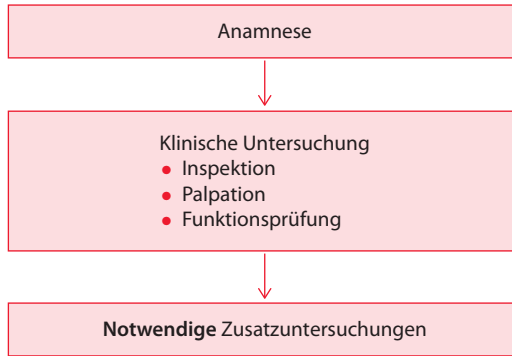 Anamnese
Klinische Untersuchung
• Inspektion
• Palpation
• Funktionsprüfung
Notwendige Zusatzuntersuchungen